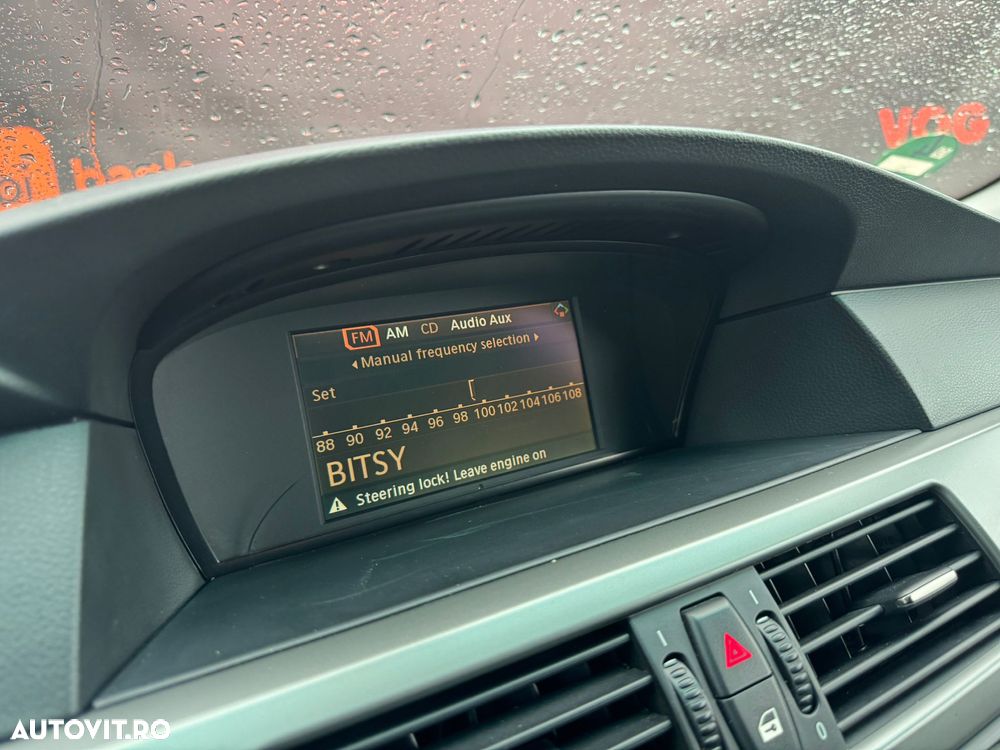 VOG
FM AM CD Audio Aux
Manual frequency selection
Set
88 90 92 94 96 98 100 102 104 106 108
BITSY
Steering lock! Leave engine on
AUTOVIT.RO